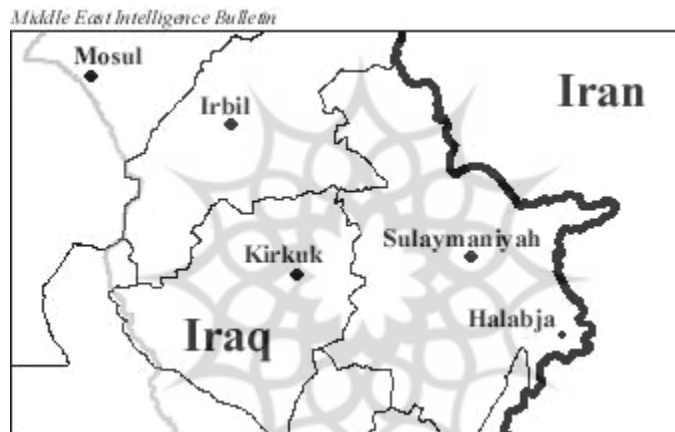 Middle East Intelligence Bulletin
Mosul
Iran
Irbil
Sulaymaniyah
Kirkuk
Halabja
Iraq